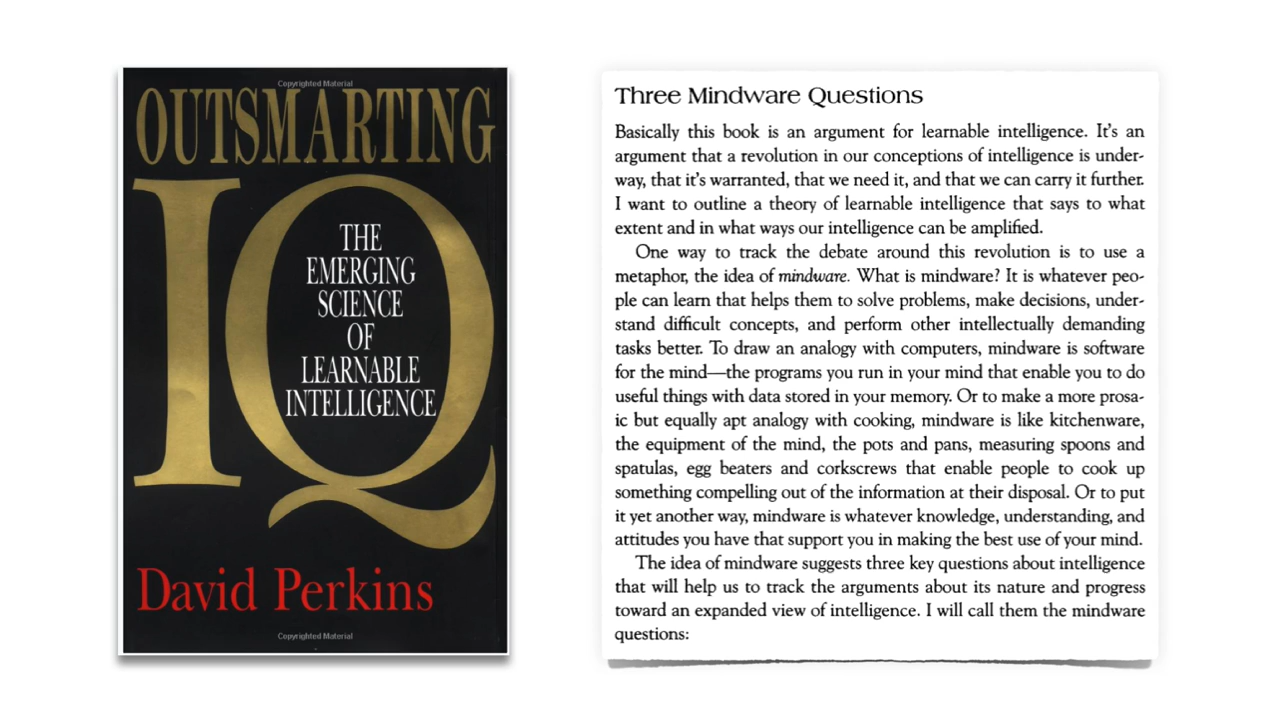 Copyrighted Material
OUTSMARTING
IQ
THE
EMERGING
SCIENCE
OF
LEARNABLE
INTELLIGENCE
David Perkins
Copyrighted Material
Three Mindware Questions
Basically this book is an argument for learnable intelligence. It's an
argument that a revolution in our conceptions of intelligence is under-
way, that it's warranted, that we need it, and that we can carry it further.
I want to outline a theory of learnable intelligence that says to what
extent and in what ways our intelligence can be amplified.
One way to track the debate around this revolution is to use a
metaphor, the idea of mindware. What is mindware? It is whatever peo-
ple can learn that helps them to solve problems, make decisions, under-
stand difficult concepts, and perform other intellectually demanding
tasks better. To draw an analogy with computers, mindware is software
for the mind—the programs you run in your mind that enable you to do
useful things with data stored in your memory. Or to make a more prosa-
ic but equally apt analogy with cooking, mindware is like kitchenware,
the equipment of the mind, the pots and pans, measuring spoons and
spatulas, egg beaters and corkscrews that enable people to cook up
something compelling out of the information at their disposal. Or to put
it yet another way, mindware is whatever knowledge, understanding, and
attitudes you have that support you in making the best use of your mind.
The idea of mindware suggests three key questions about intelligence
that will help us to track the arguments about its nature and progress
toward an expanded view of intelligence. I will call them the mindware
questions: